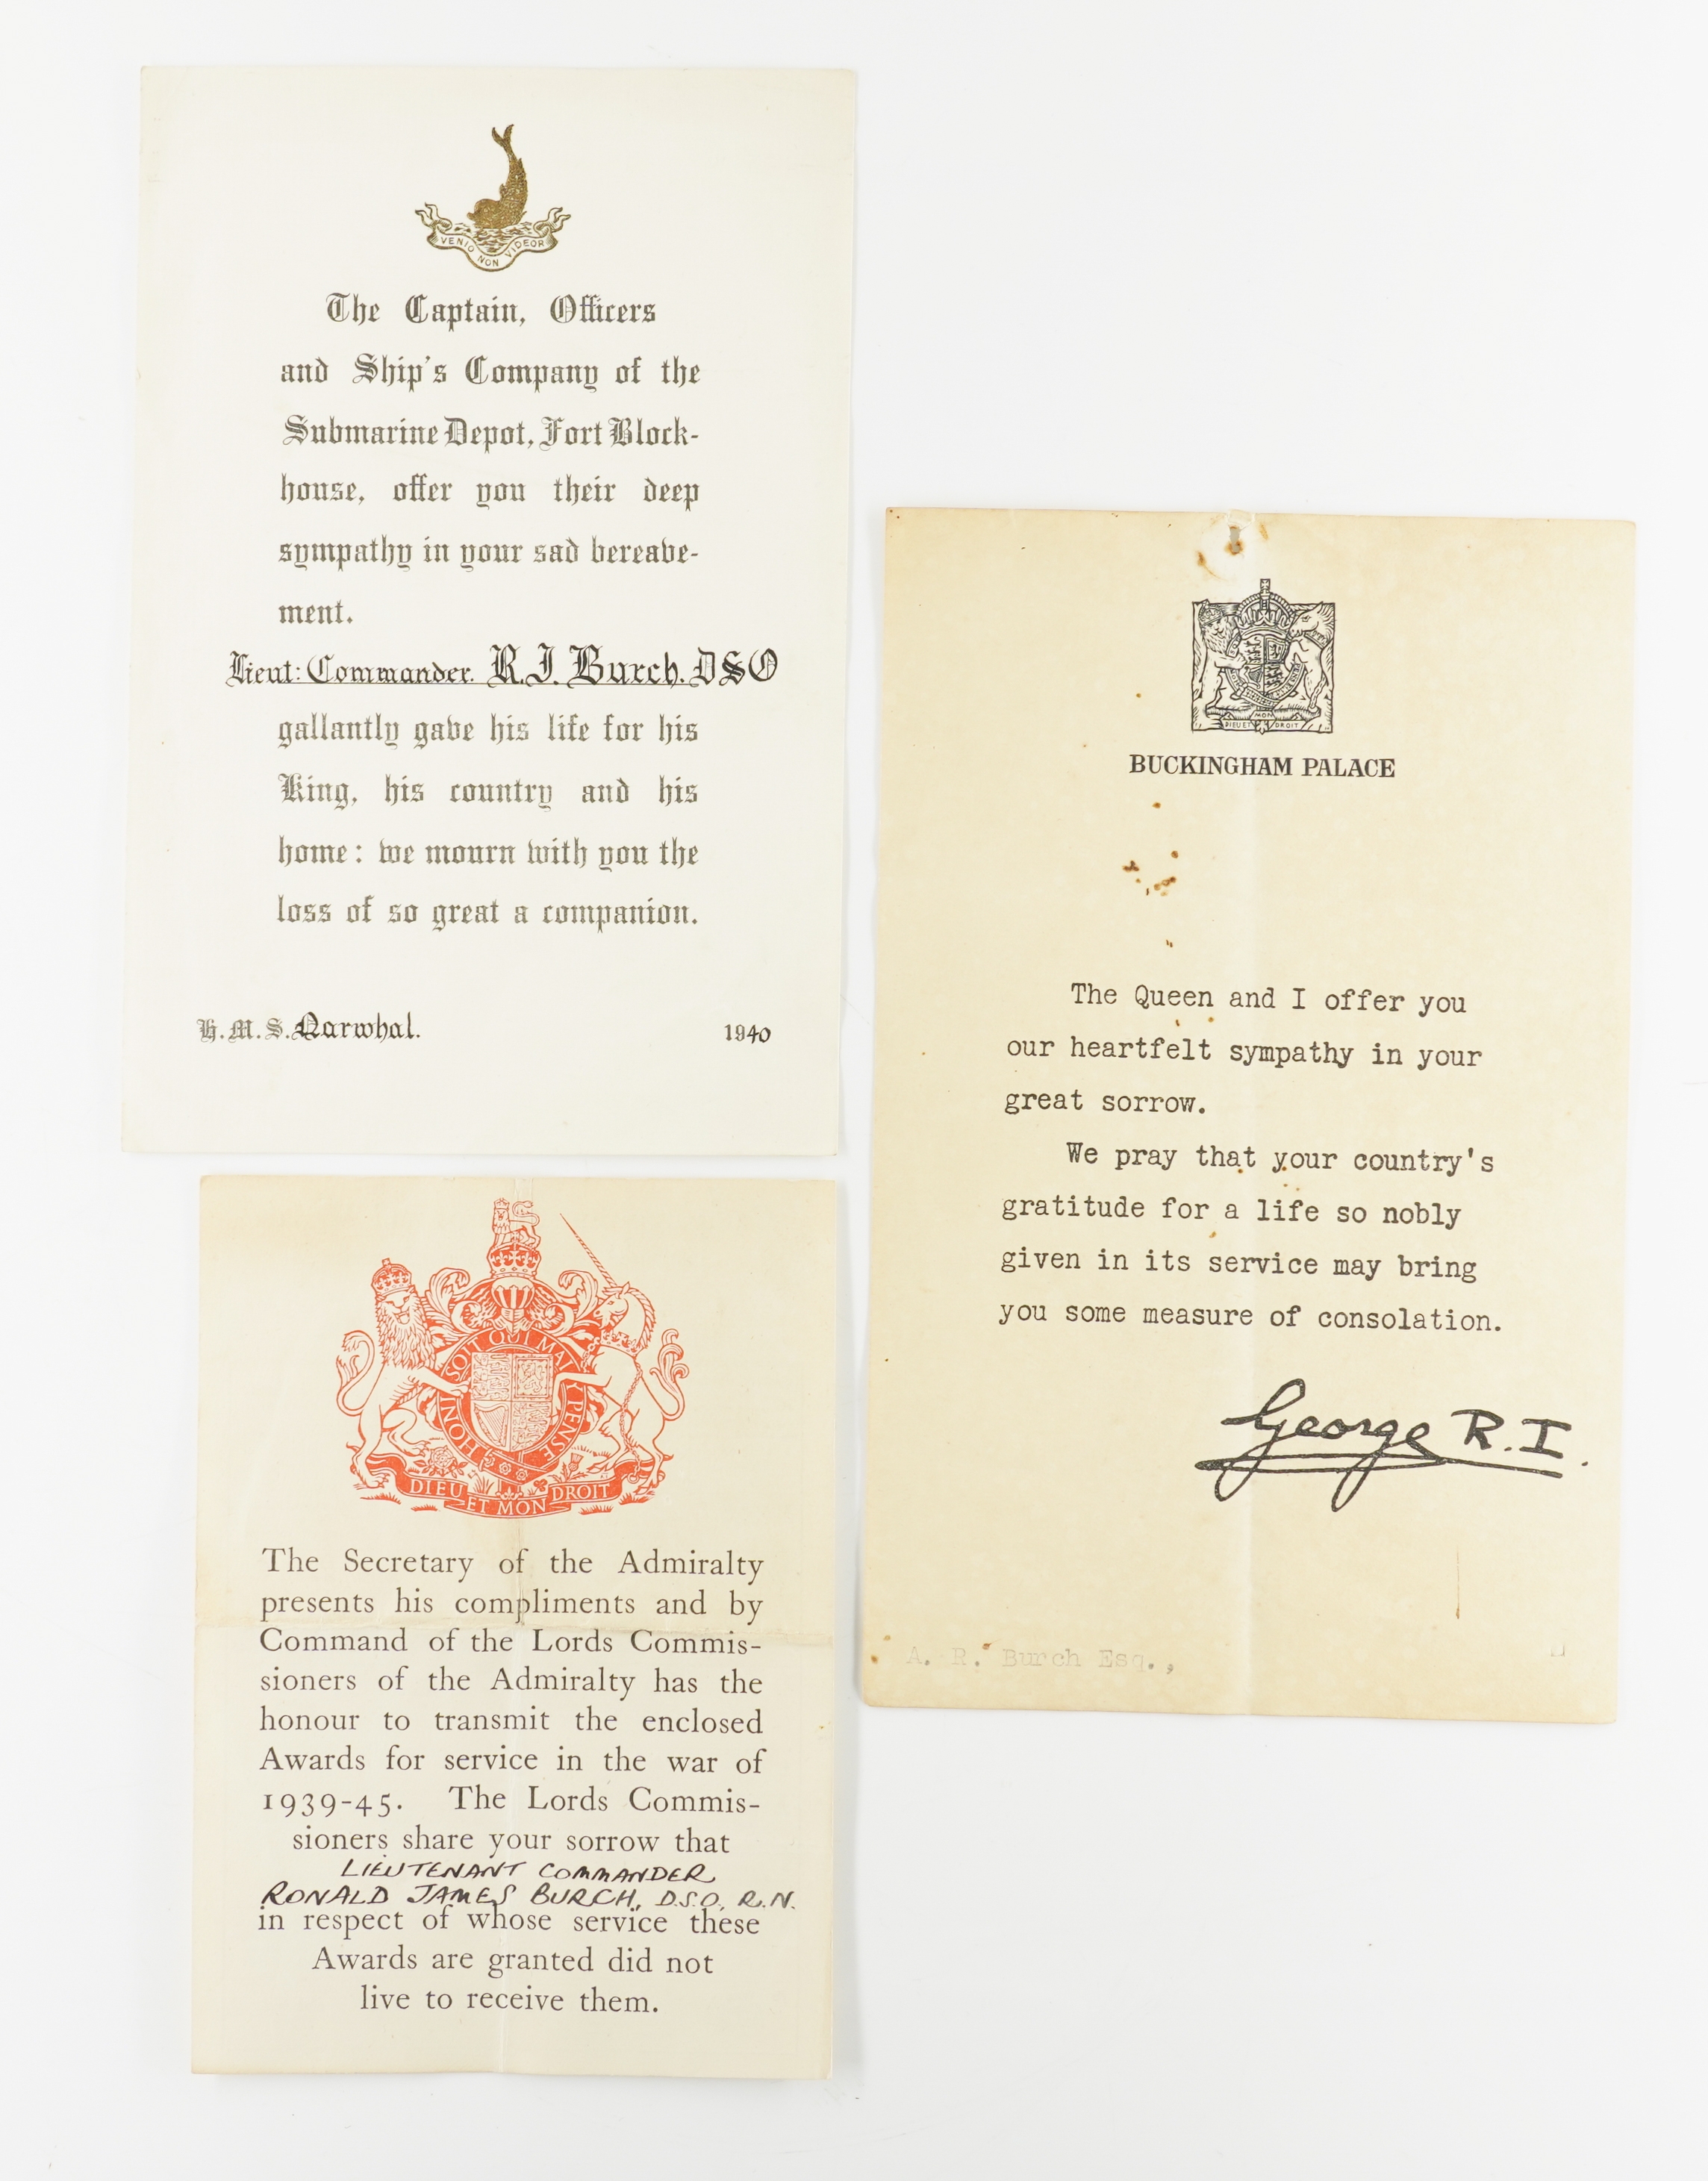 VENIO NON VIDEOR
The Captain, Officers
and Ship's Company of the
Submarine Depot, Fort Block-
house, offer you their deep
sympathy in your sad bereave-
ment.
Lieut: Commander. R.J. Burch. DSO
gallantly gave his life for his
King, his country and his
home: we mourn with you the
loss of so great a companion.
H.M.S. Narwhal. 1940
HONI SOIT QUI MAL Y PENSE
DIEU ET MON DROIT
The Secretary of the Admiralty
presents his compliments and by
Command of the Lords Commis-
sioners of the Admiralty has the
honour to transmit the enclosed
Awards for service in the war of
1939-45. The Lords Commis-
sioners share your sorrow that
LIEUTENANT COMMANDER
RONALD JAMES BURCH, D.S.O., R.N.
in respect of whose service these
Awards are granted did not
live to receive them.
DIEU ET MON DROIT
BUCKINGHAM PALACE
The Queen and I offer you
our heartfelt sympathy in your
great sorrow.
We pray that your country's
gratitude for a life so nobly
given in its service may bring
you some measure of consolation.
George R.I.
A. R. Burch Esq.,